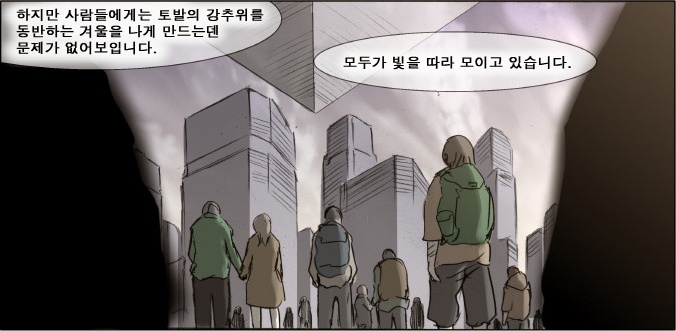 하지만 사람들에게는 토발의 강추위를
동반하는 겨울을 나게 만드는덴
문제가 없어보입니다.
모두가 빛을 따라 모이고 있습니다.